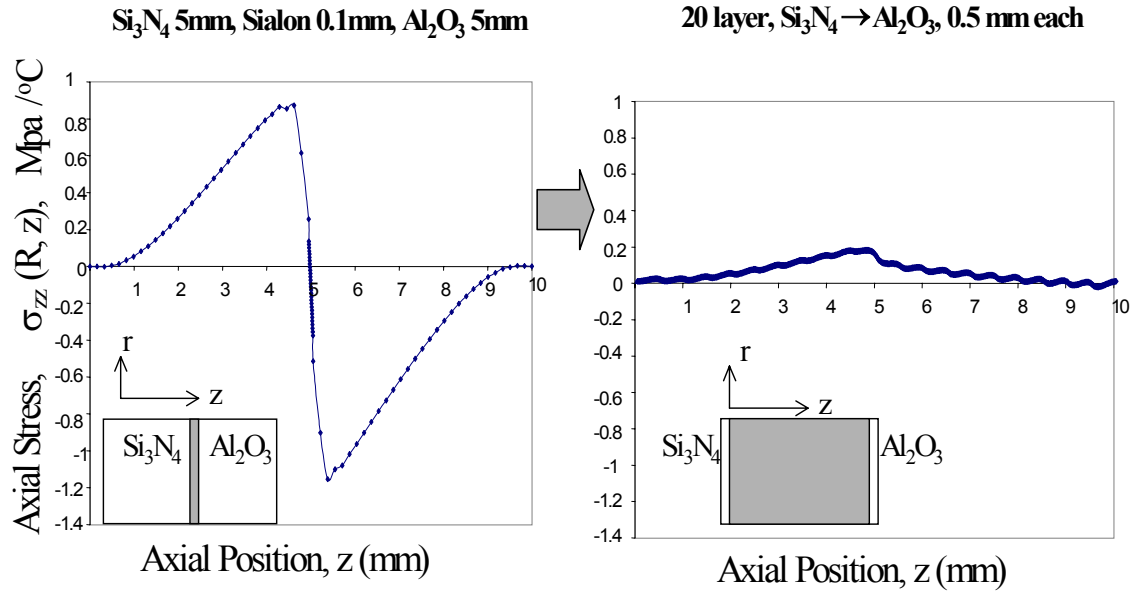 Si₃N₄ 5mm, Sialon 0.1mm, Al₂O₃ 5mm
Axial Stress, σzz (R, z), Mpa /°C
1
0.8
0.6
0.4
0.2
0
-0.2
-0.4
-0.6
-0.8
-1
-1.2
-1.4
1 2 3 4 5 6 7 8 9 10
r
z
Si₃N₄ Al₂O₃
Axial Position, z (mm)
20 layer, Si₃N₄ → Al₂O₃, 0.5 mm each
1
0.8
0.6
0.4
0.2
0
-0.2
-0.4
-0.6
-0.8
-1
-1.2
-1.4
1 2 3 4 5 6 7 8 9 10
r
z
Si₃N₄ Al₂O₃
Axial Position, z (mm)